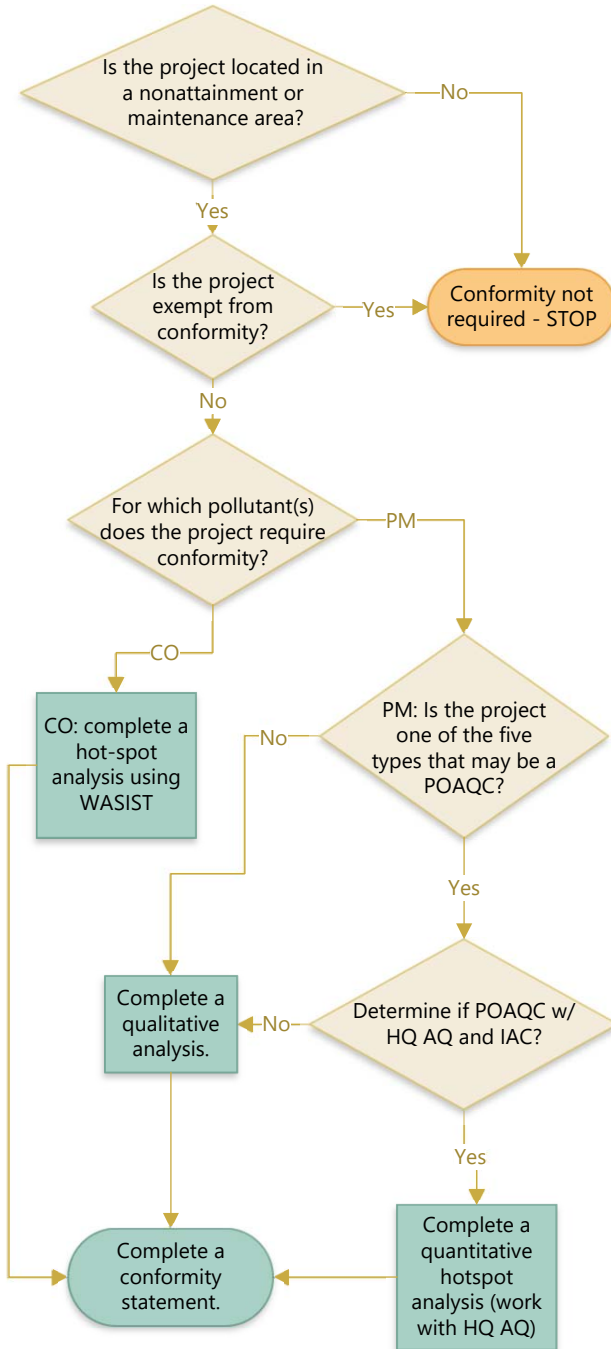 Is the project located in
a nonattainment or
maintenance area?
No
Yes
Is the project
exempt from
conformity?
Yes
Conformity not
required - STOP
No
For which pollutant(s)
does the project require
conformity?
PM
CO
CO: complete a
hot-spot
analysis using
WASIST
PM: Is the project
one of the five
types that may be a
POAQC?
No
Yes
Complete a
qualitative
analysis.
No
Determine if POAQC w/
HQ AQ and IAC?
Yes
Complete a
conformity
statement.
Complete a
quantitative
hotspot
analysis (work
with HQ AQ)